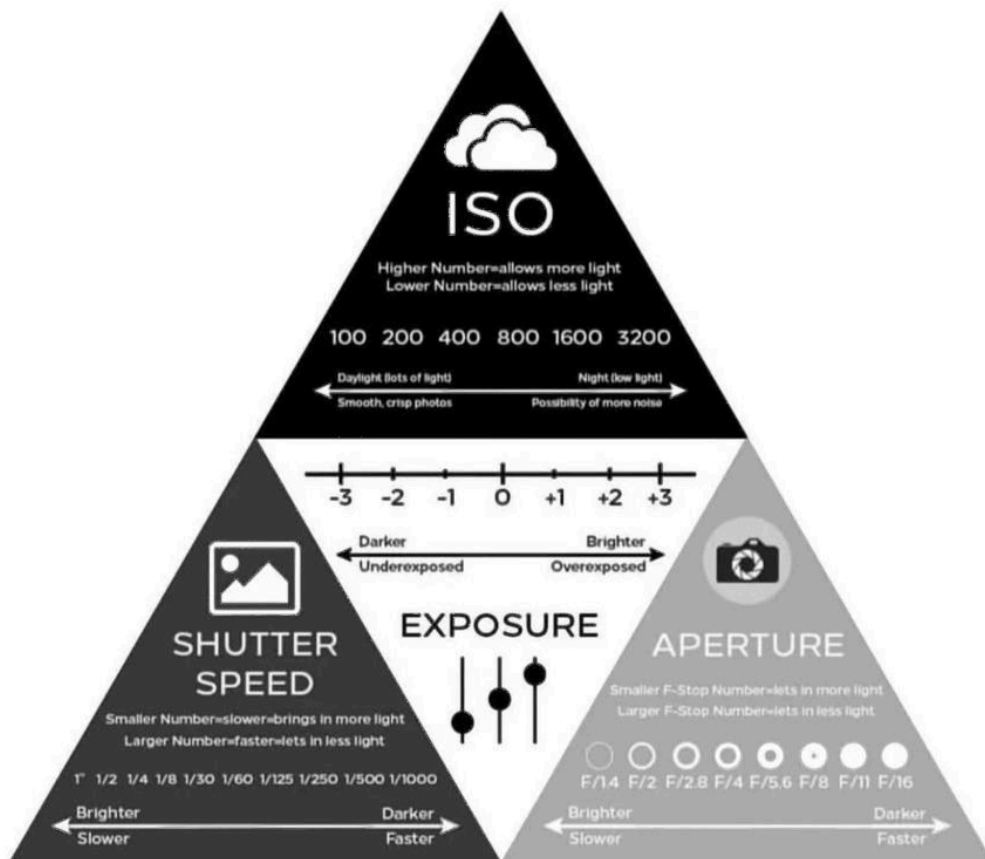 ISO
Higher Number=allows more light
Lower Number=allows less light
100 200 400 800 1600 3200
Daylight (lots of light) Night (low light)
Smooth, crisp photos Possibility of more noise
-3 -2 -1 0 +1 +2 +3
Darker Brighter
Underexposed Overexposed
EXPOSURE
SHUTTER
SPEED
Smaller Number=slower=brings in more light
Larger Number=faster=lets in less light
1" 1/2 1/4 1/8 1/30 1/60 1/125 1/250 1/500 1/1000
Brighter Darker
Slower Faster
APERTURE
Smaller F-Stop Number=lets in more light
Larger F-Stop Number=lets in less light
F/1.4 F/2 F/2.8 F/4 F/5.6 F/8 F/11 F/16
Brighter Darker
Slower Faster